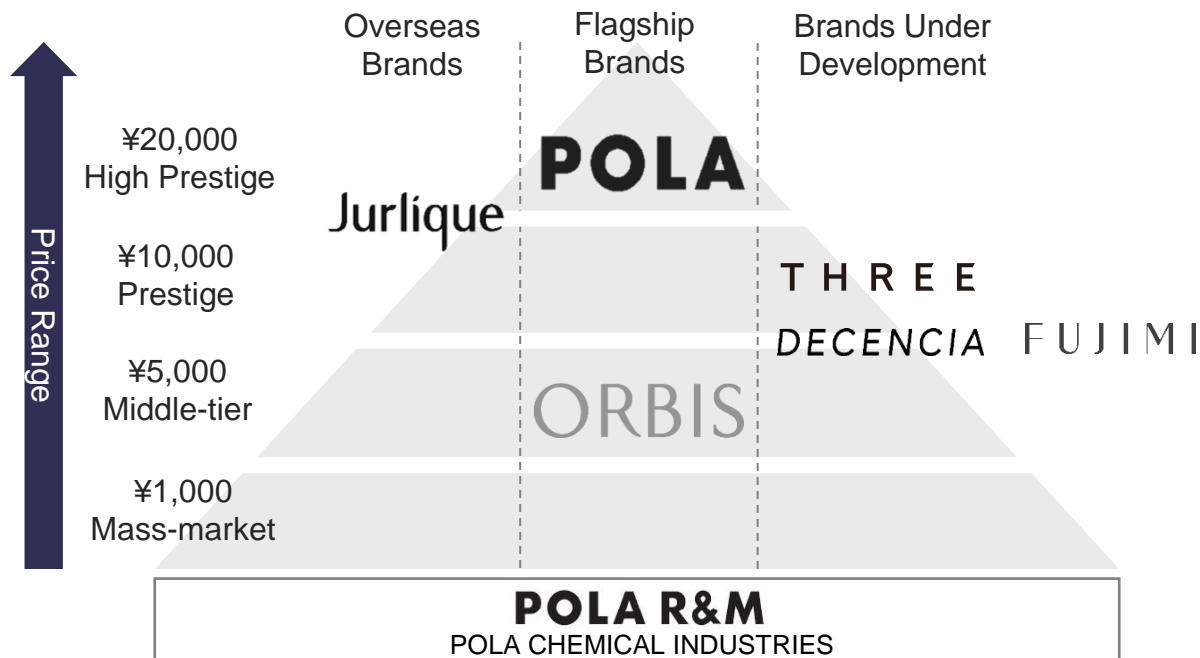 Overseas
Brands
Flagship
Brands
Brands Under
Development
¥20,000
High Prestige
POLA
Jurlique
Price Range
¥10,000
Prestige
THREE
DECENCIA
FUJIMI
¥5,000
Middle-tier
ORBIS
¥1,000
Mass-market
POLA R&M
POLA CHEMICAL INDUSTRIES